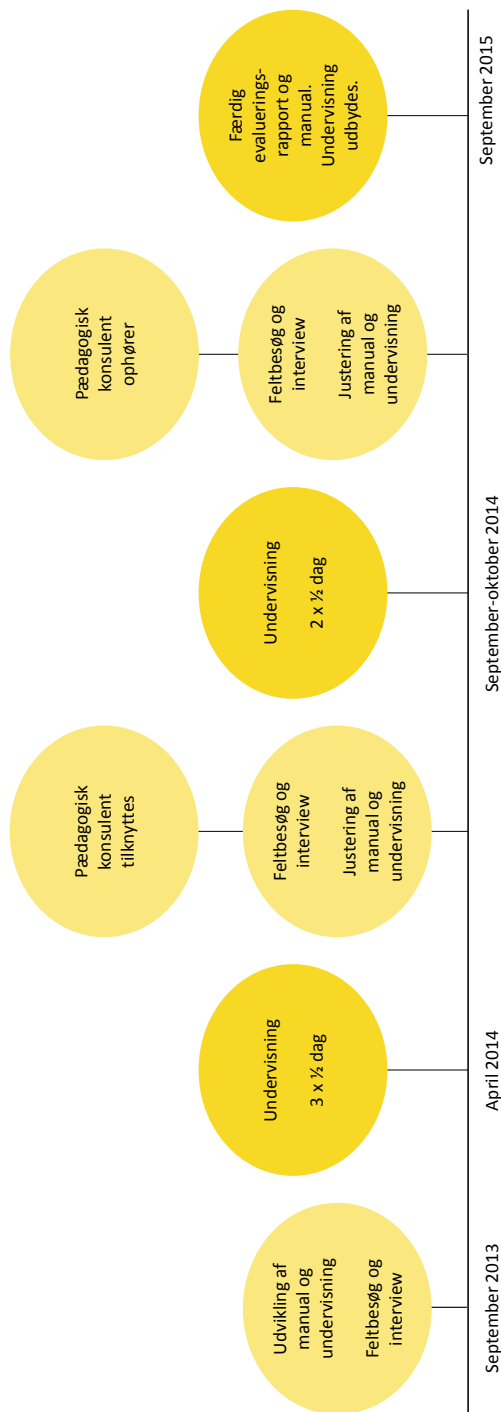 Udvikling af
manual og
undervisning
Feltbesøg og
interview
September 2013
Undervisning
3 x ½ dag
April 2014
Pædagogisk
konsulent
tilknyttes
Feltbesøg og
interview
Justering af
manual og
undervisning
Undervisning
2 x ½ dag
September-oktober 2014
Pædagogisk
konsulent
ophører
Feltbesøg og
interview
Justering af
manual og
undervisning
Færdig
evaluerings-
rapport og
manual.
Undervisning
udbydes.
September 2015